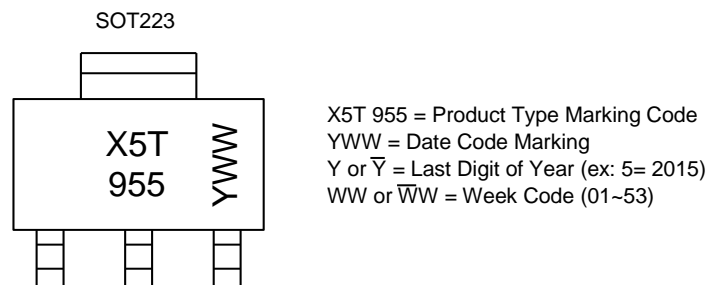 SOT223
X5T
955
YWW
X5T 955 = Product Type Marking Code
YWW = Date Code Marking
Y or Y̅ = Last Digit of Year (ex: 5= 2015)
WW or W̅W = Week Code (01~53)